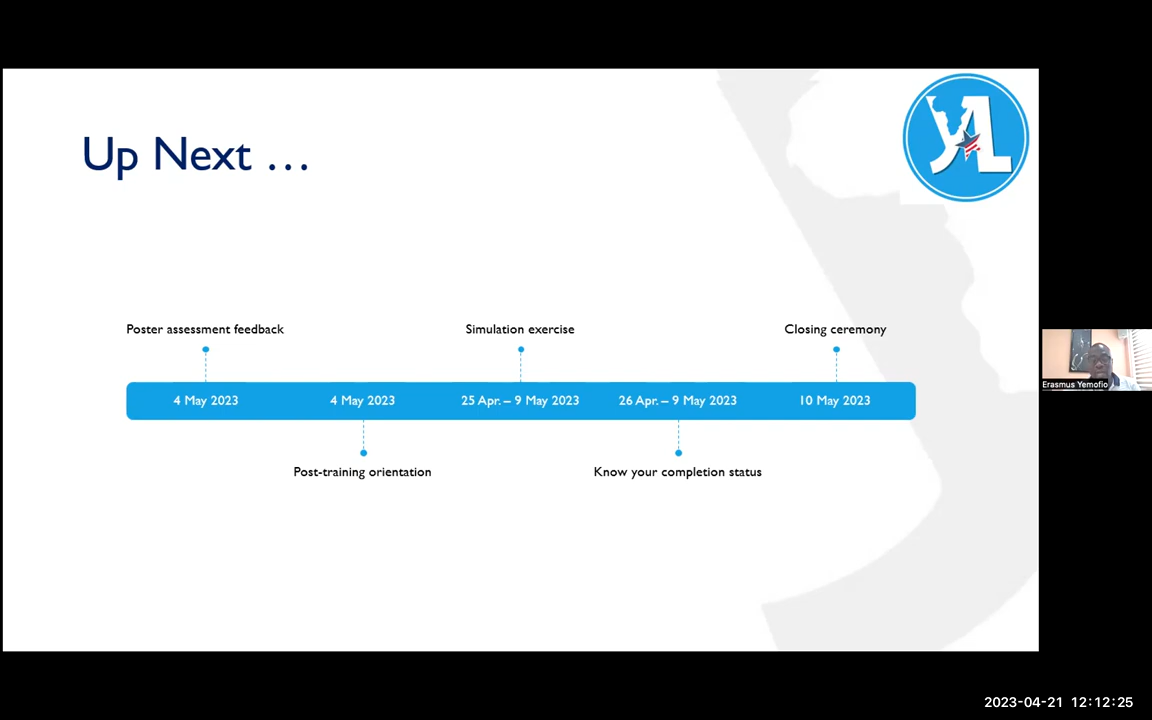 Up Next ...
YAL
Poster assessment feedback
Simulation exercise
Closing ceremony
4 May 2023
4 May 2023
25 Apr. – 9 May 2023
26 Apr. – 9 May 2023
10 May 2023
Post-training orientation
Know your completion status
Erasmus Yemofio
2023-04-21 12:12:25